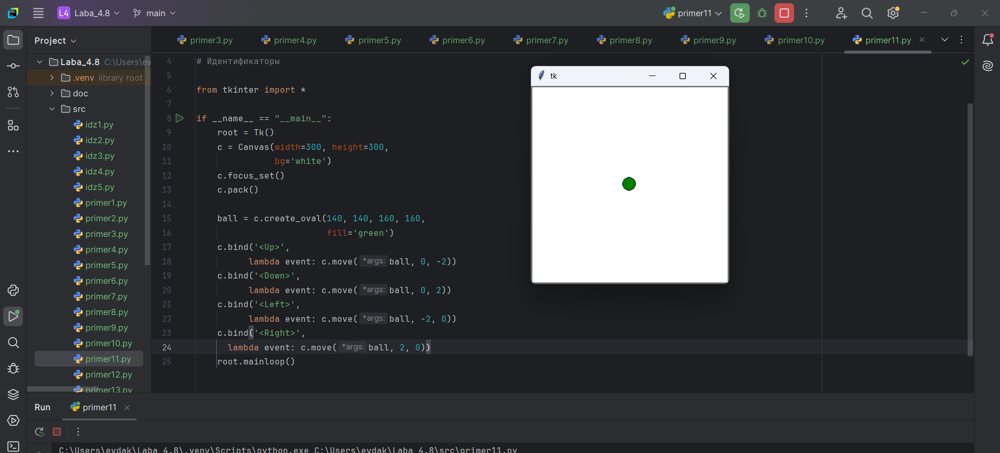 L4 Laba_4.8 main primer11
Project
primer3.py primer4.py primer5.py primer6.py primer7.py primer8.py primer9.py primer10.py primer11.py
Laba_4.8 C:\Users\ev
.venv library root
doc
src
idz1.py
idz2.py
idz3.py
idz4.py
idz5.py
primer1.py
primer2.py
primer3.py
primer4.py
primer5.py
primer6.py
primer7.py
primer8.py
primer9.py
primer10.py
primer11.py
primer12.py
primer13.py
4 # Идентификаторы
5
6 from tkinter import *
7
8 if __name__ == "__main__":
9 root = Tk()
10 c = Canvas(width=300, height=300,
11 bg='white')
12 c.focus_set()
13 c.pack()
14
15 ball = c.create_oval(140, 140, 160, 160,
16 fill='green')
17 c.bind('<Up>',
18 lambda event: c.move( *args: ball, 0, -2))
19 c.bind('<Down>',
20 lambda event: c.move( *args: ball, 0, 2))
21 c.bind('<Left>',
22 lambda event: c.move( *args: ball, -2, 0))
23 c.bind('<Right>',
24 lambda event: c.move( *args: ball, 2, 0))
25 root.mainloop()
tk
Run primer11
C:\Users\evdak\Laba_4.8\.venv\Scripts\python.exe C:\Users\evdak\Laba_4.8\src\primer11.py